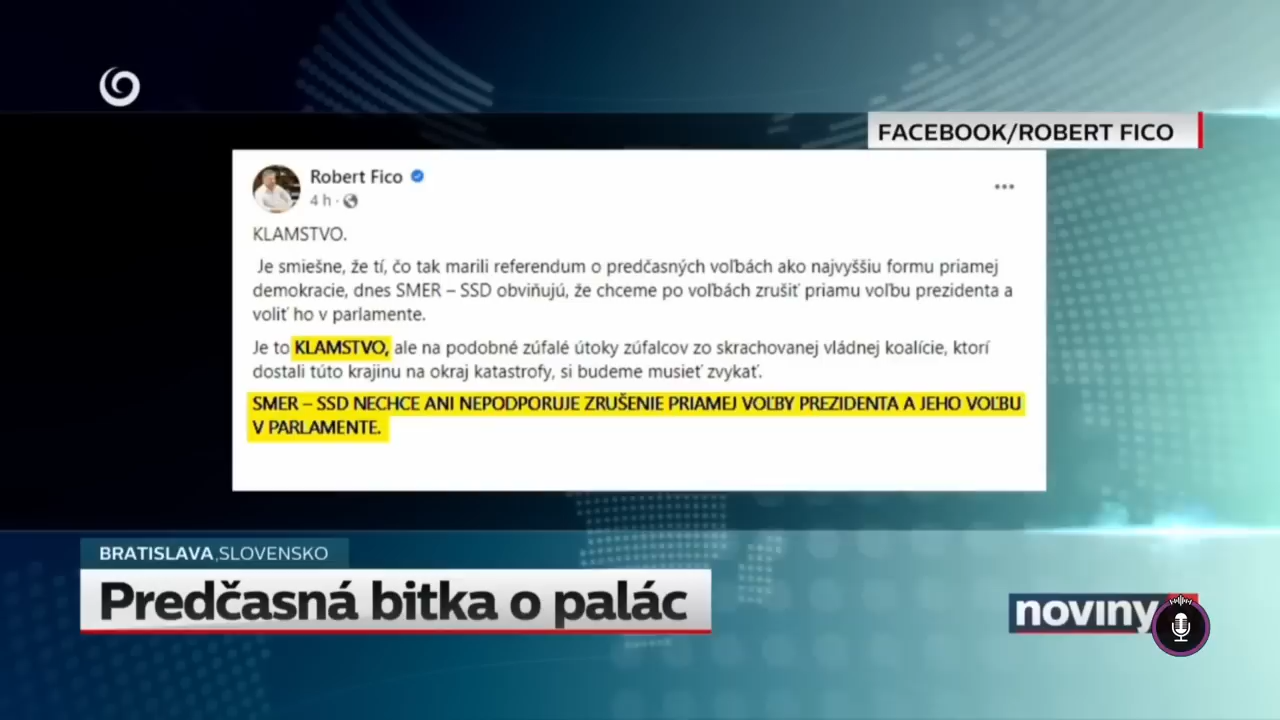 FACEBOOK/ROBERT FICO
Robert Fico
4 h ·
KLAMSTVO.
Je smiešne, že tí, čo tak marili referendum o predčasných voľbách ako najvyššiu formu priamej
demokracie, dnes SMER – SSD obviňujú, že chceme po voľbách zrušiť priamu voľbu prezidenta a
voliť ho v parlamente.
Je to KLAMSTVO, ale na podobné zúfalé útoky zúfalcov zo skrachovanej vládnej koalície, ktorí
dostali túto krajinu na okraj katastrofy, si budeme musieť zvykať.
SMER – SSD NECHCE ANI NEPODPORUJE ZRUŠENIE PRIAMEJ VOĽBY PREZIDENTA A JEHO VOĽBU
V PARLAMENTE.
BRATISLAVA,SLOVENSKO
Predčasná bitka o palác
noviny